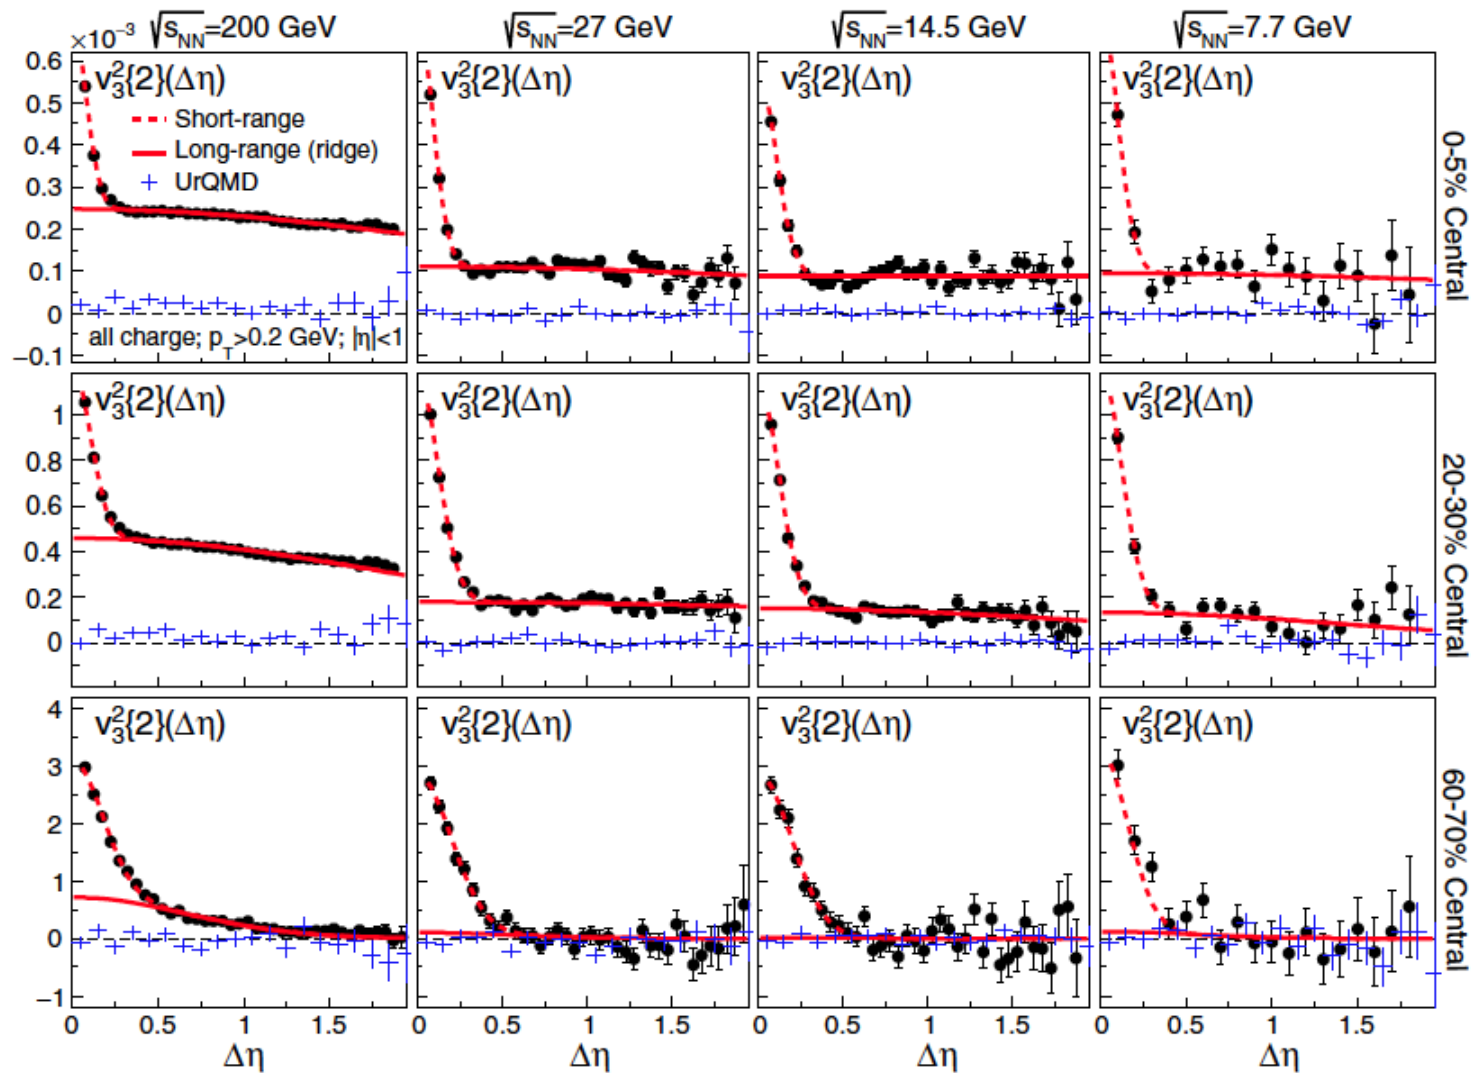 √s_NN=200 GeV √s_NN=27 GeV √s_NN=14.5 GeV √s_NN=7.7 GeV
×10⁻³
0.6
0.5
0.4
0.3
0.2
0.1
0
−0.1
v₃²{2}(Δη) v₃²{2}(Δη) v₃²{2}(Δη) v₃²{2}(Δη)
Short-range
Long-range (ridge)
UrQMD
all charge; p_T>0.2 GeV; |η|<1
0-5% Central
1
0.8
0.6
0.4
0.2
0
v₃²{2}(Δη) v₃²{2}(Δη) v₃²{2}(Δη) v₃²{2}(Δη)
20-30% Central
4
3
2
1
0
−1
v₃²{2}(Δη) v₃²{2}(Δη) v₃²{2}(Δη) v₃²{2}(Δη)
60-70% Central
0 0.5 1 1.5 0 0.5 1 1.5 0 0.5 1 1.5 0 0.5 1 1.5
Δη Δη Δη Δη